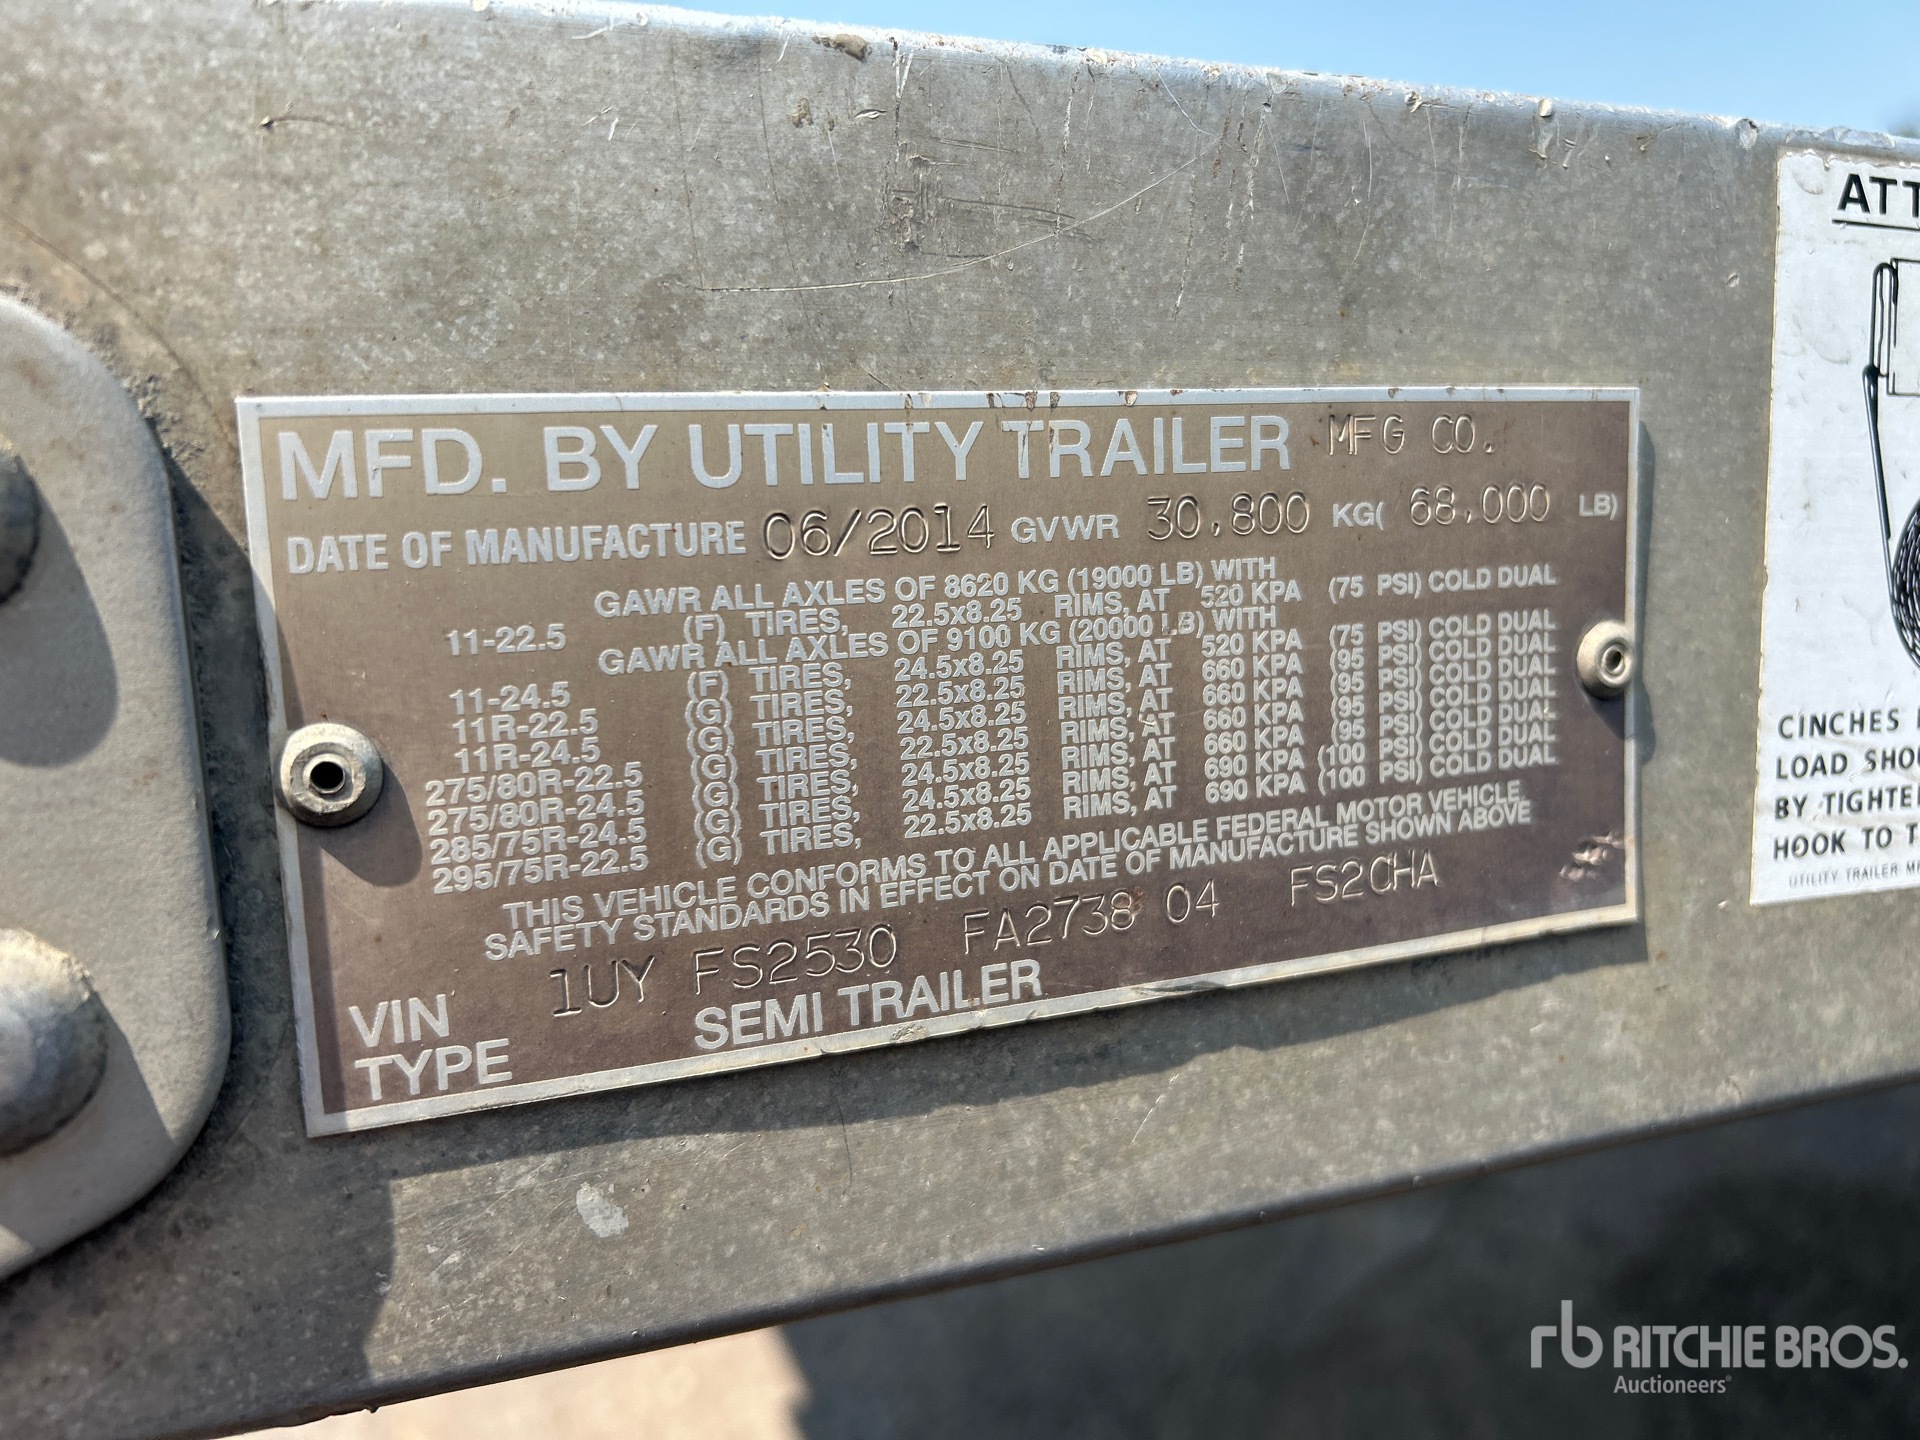 MFD. BY UTILITY TRAILER MFG CO.
DATE OF MANUFACTURE 06/2014 GVWR 30,800 KG( 68,000 LB)
GAWR ALL AXLES OF 8620 KG (19000 LB) WITH
11-22.5 (F) TIRES, 22.5x8.25 RIMS, AT 520 KPA (75 PSI) COLD DUAL
GAWR ALL AXLES OF 9100 KG (20000 LB) WITH
11-24.5 (F) TIRES, 24.5x8.25 RIMS, AT 520 KPA (75 PSI) COLD DUAL
11R-22.5 (G) TIRES, 22.5x8.25 RIMS, AT 660 KPA (95 PSI) COLD DUAL
11R-24.5 (G) TIRES, 24.5x8.25 RIMS, AT 660 KPA (95 PSI) COLD DUAL
275/80R-22.5 (G) TIRES, 22.5x8.25 RIMS, AT 660 KPA (95 PSI) COLD DUAL
275/80R-24.5 (G) TIRES, 24.5x8.25 RIMS, AT 660 KPA (95 PSI) COLD DUAL
285/75R-24.5 (G) TIRES, 24.5x8.25 RIMS, AT 690 KPA (100 PSI) COLD DUAL
295/75R-22.5 (G) TIRES, 22.5x8.25 RIMS, AT 690 KPA (100 PSI) COLD DUAL
THIS VEHICLE CONFORMS TO ALL APPLICABLE FEDERAL MOTOR VEHICLE
SAFETY STANDARDS IN EFFECT ON DATE OF MANUFACTURE SHOWN ABOVE
VIN 1UY FS2530 FA2738 04 FS2CHA
TYPE SEMI TRAILER
ATT
CINCHES
LOAD SHOU
BY TIGHTE
HOOK TO T
UTILITY TRAILER M
rb RITCHIE BROS.
Auctioneers